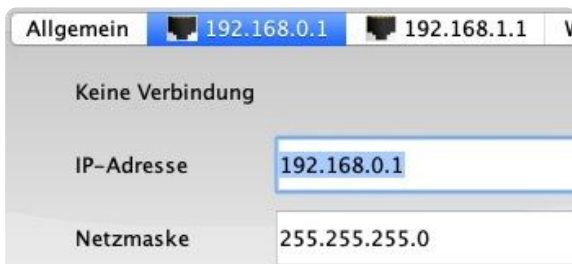 Allgemein 192.168.0.1 192.168.1.1
Keine Verbindung
IP-Adresse 192.168.0.1
Netzmaske 255.255.255.0